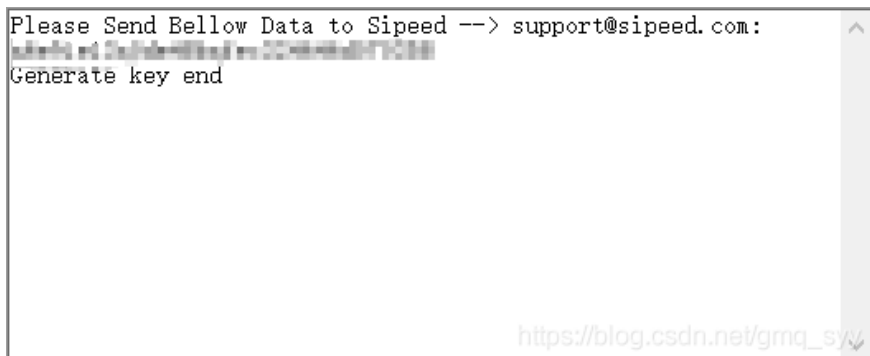 Please Send Bellow Data to Sipeed --> support@sipeed.com:
Generate key end
https://blog.csdn.net/gmq_syy